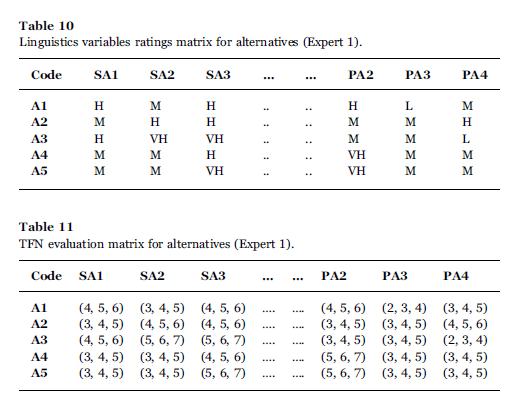 Table 10
Linguistics variables ratings matrix for alternatives (Expert 1).
Code SA1 SA2 SA3 ... ... PA2 PA3 PA4
A1 H M H .. .. H L M
A2 M H H .. .. M M H
A3 H VH VH .. .. M M L
A4 M M H .. .. VH M M
A5 M M VH .. .. VH M M
Table 11
TFN evaluation matrix for alternatives (Expert 1).
Code SA1 SA2 SA3 ... ... PA2 PA3 PA4
A1 (4, 5, 6) (3, 4, 5) (4, 5, 6) .... .... (4, 5, 6) (2, 3, 4) (3, 4, 5)
A2 (3, 4, 5) (4, 5, 6) (4, 5, 6) .... .... (3, 4, 5) (3, 4, 5) (4, 5, 6)
A3 (4, 5, 6) (5, 6, 7) (5, 6, 7) .... .... (3, 4, 5) (3, 4, 5) (2, 3, 4)
A4 (3, 4, 5) (3, 4, 5) (4, 5, 6) .... .... (5, 6, 7) (3, 4, 5) (3, 4, 5)
A5 (3, 4, 5) (3, 4, 5) (5, 6, 7) .... .... (5, 6, 7) (3, 4, 5) (3, 4, 5)